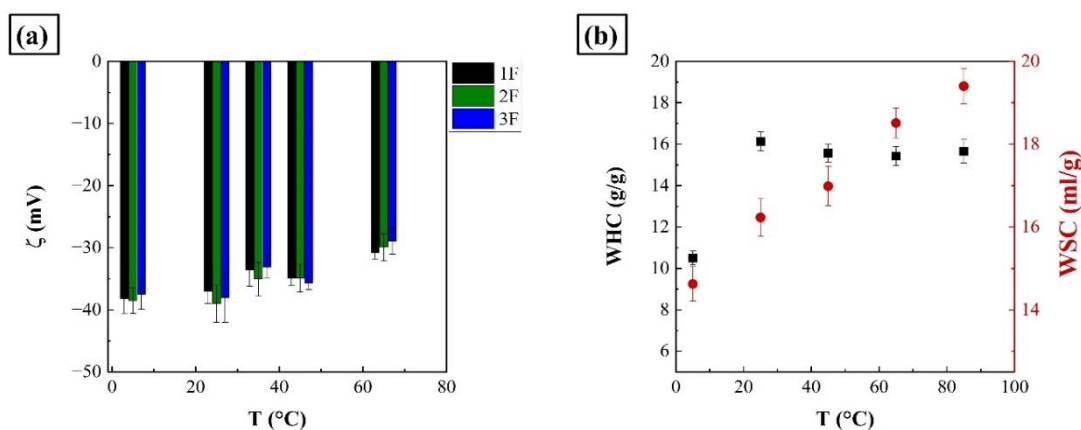 (a)
0
−10
−20
−30
−40
−50
ζ (mV)
0 20 40 60 80
T (°C)
1F
2F
3F
(b)
20
18
16
14
12
10
8
6
WHC (g/g)
0 20 40 60 80 100
T (°C)
20
18
16
14
WSC (ml/g)